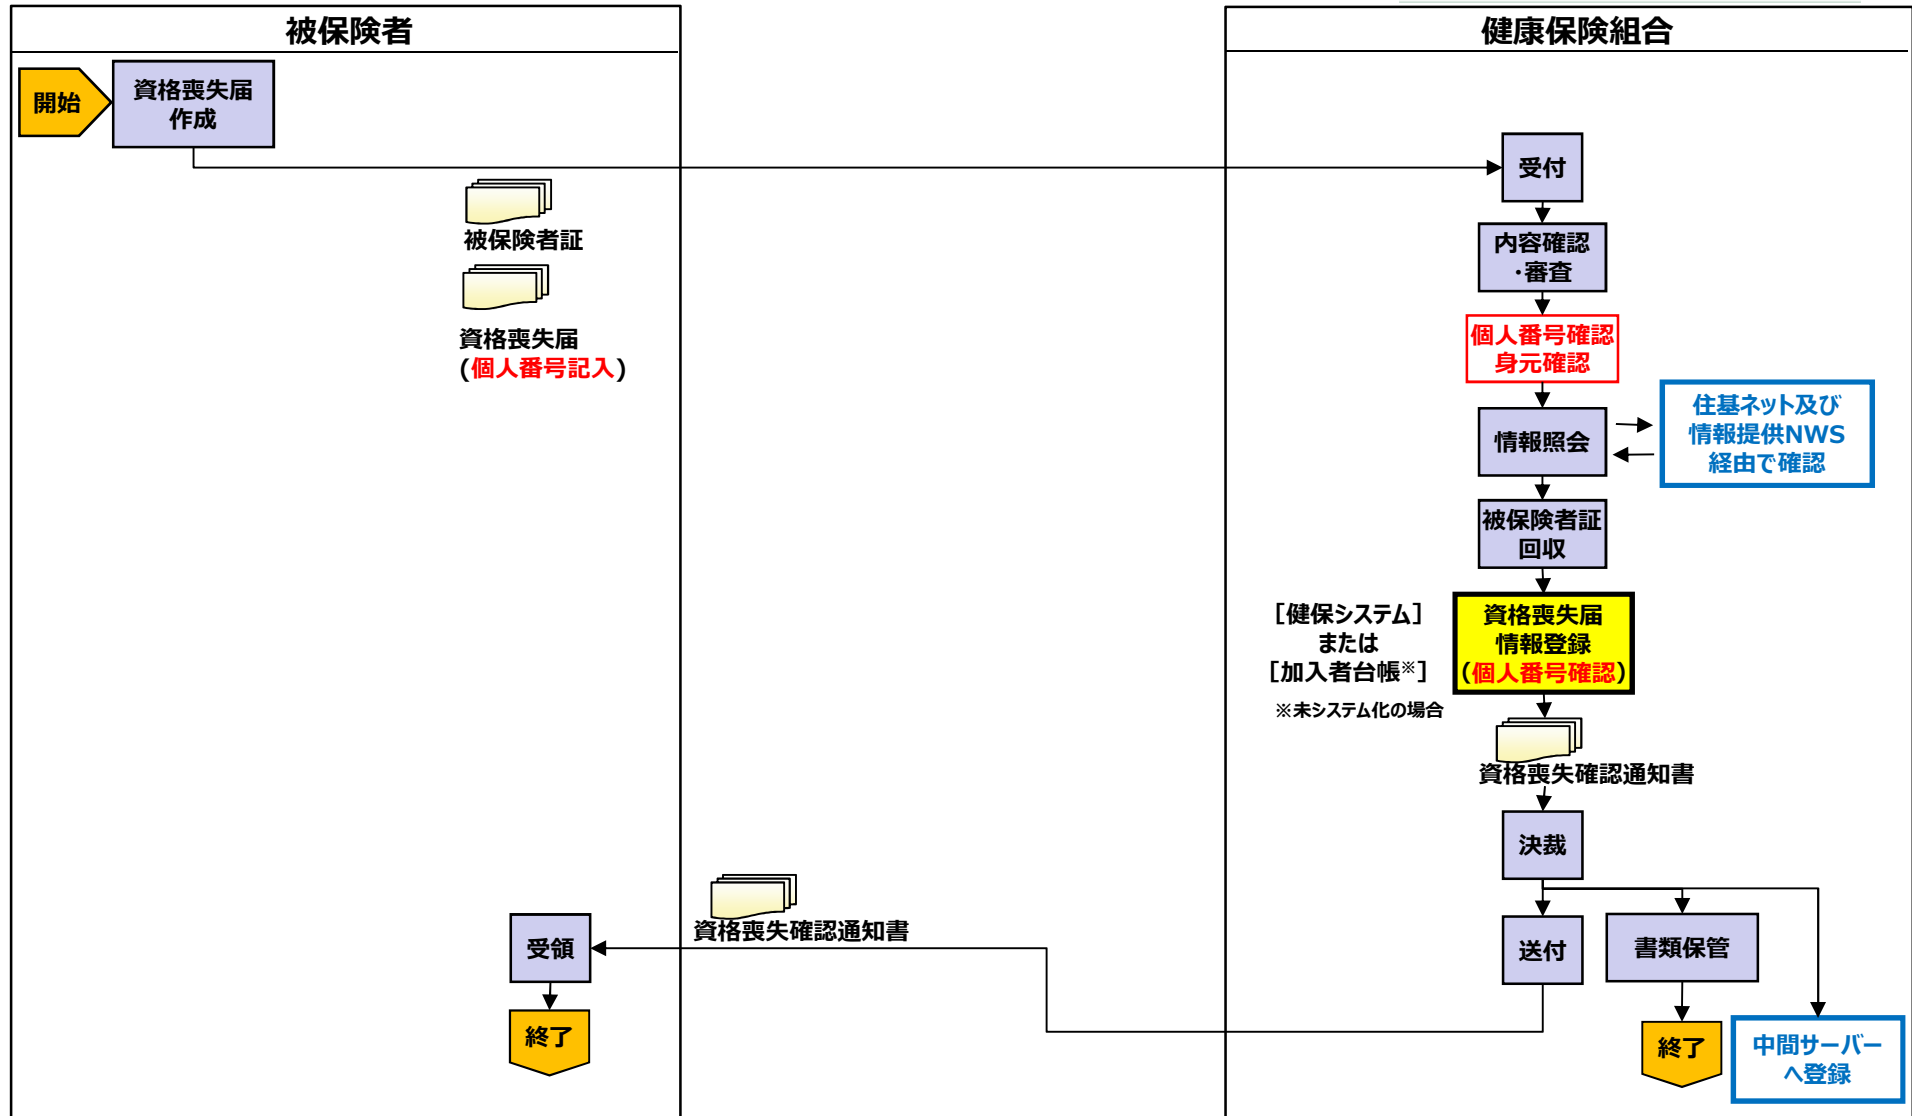 被保険者
健康保険組合
開始
資格喪失届
作成
受付
被保険者証
資格喪失届
(個人番号記入)
内容確認
・審査
個人番号確認
身元確認
情報照会
住基ネット及び
情報提供NWS
経由で確認
被保険者証
回収
［健保システム］
または
［加入者台帳※］
※未システム化の場合
資格喪失届
情報登録
(個人番号確認)
資格喪失確認通知書
決裁
資格喪失確認通知書
受領
送付
書類保管
終了
終了
中間サーバー
へ登録